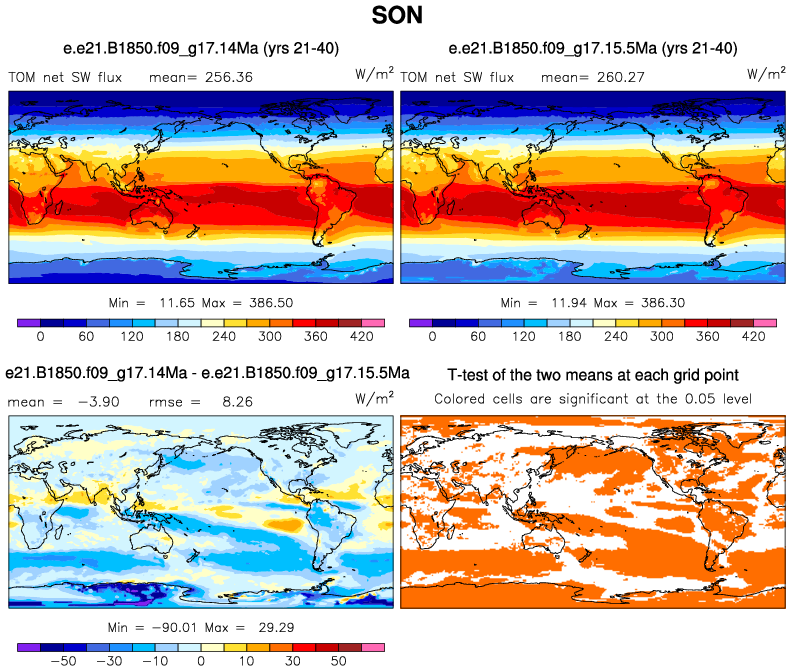 SON
e.e21.B1850.f09_g17.14Ma (yrs 21-40)
e.e21.B1850.f09_g17.15.5Ma (yrs 21-40)
TOM net SW flux mean= 256.36 W/m²
TOM net SW flux mean= 260.27 W/m²
Min = 11.65 Max = 386.50
Min = 11.94 Max = 386.30
0 60 120 180 240 300 360 420
0 60 120 180 240 300 360 420
e21.B1850.f09_g17.14Ma - e.e21.B1850.f09_g17.15.5Ma
mean = −3.90 rmse = 8.26 W/m²
T-test of the two means at each grid point
Colored cells are significant at the 0.05 level
Min = −90.01 Max = 29.29
−50 −30 −10 0 10 30 50